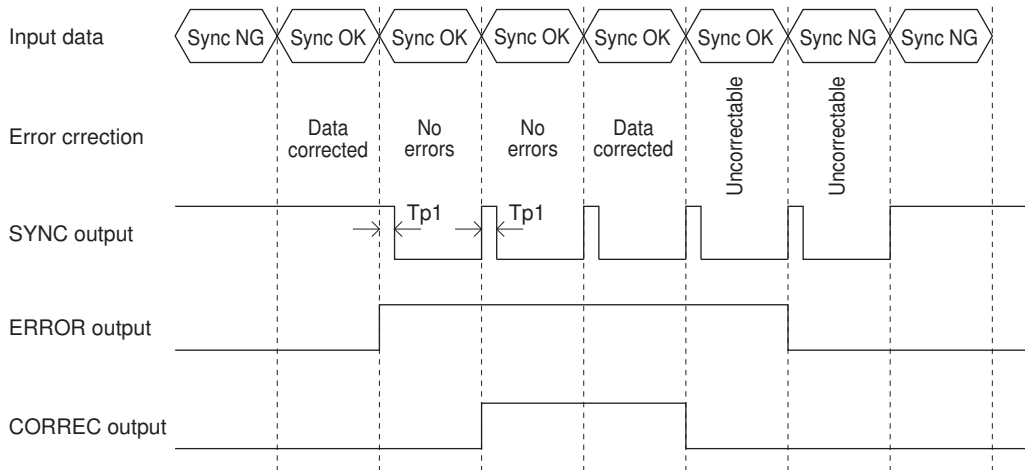 Input data
Sync NG
Sync OK
Sync OK
Sync OK
Sync OK
Sync OK
Sync NG
Sync NG
Error crrection
Data
corrected
No
errors
No
errors
Data
corrected
Uncorrectable
Uncorrectable
SYNC output
Tp1
Tp1
ERROR output
CORREC output